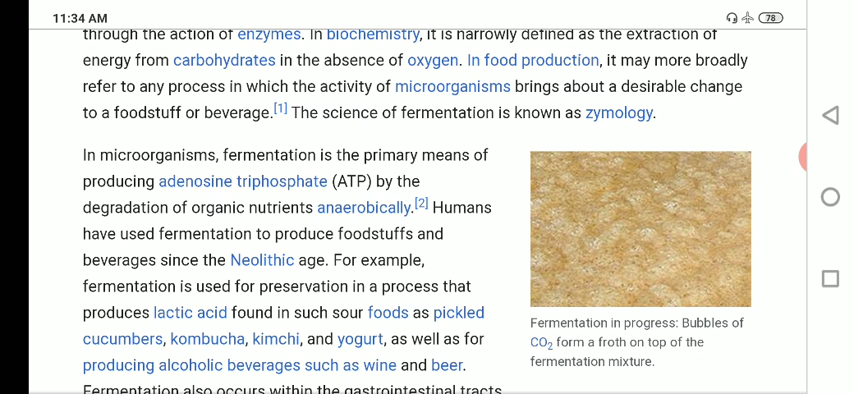 11:34 AM
78
through the action of enzymes. In biochemistry, it is narrowly defined as the extraction of
energy from carbohydrates in the absence of oxygen. In food production, it may more broadly
refer to any process in which the activity of microorganisms brings about a desirable change
to a foodstuff or beverage.[1] The science of fermentation is known as zymology.
In microorganisms, fermentation is the primary means of
producing adenosine triphosphate (ATP) by the
degradation of organic nutrients anaerobically.[2] Humans
have used fermentation to produce foodstuffs and
beverages since the Neolithic age. For example,
fermentation is used for preservation in a process that
produces lactic acid found in such sour foods as pickled
cucumbers, kombucha, kimchi, and yogurt, as well as for
producing alcoholic beverages such as wine and beer.
Fermentation also occurs within the gastrointestinal tracts
Fermentation in progress: Bubbles of
CO2 form a froth on top of the
fermentation mixture.